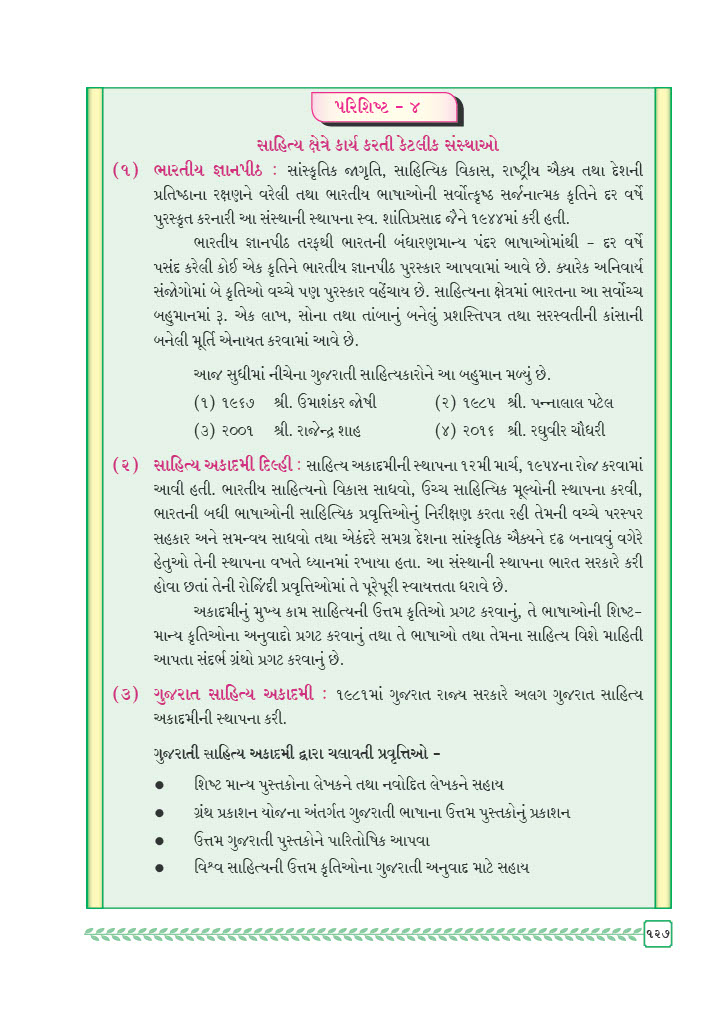 પરિશિષ્ટ - ૪
સાહિત્ય ક્ષેત્રે કાર્ય કરતી કેટલીક સંસ્થાઓ
(૧) ભારતીય જ્ઞાનપીઠ : સાંસ્કૃતિક જાગૃતિ, સાહિત્યિક વિકાસ, રાષ્ટ્રીય ઐક્ય તથા દેશની
પ્રતિષ્ઠાના રક્ષણને વરેલી તથા ભારતીય ભાષાઓની સર્વોત્કૃષ્ઠ સર્જનાત્મક કૃતિને દર વર્ષે
પુરસ્કૃત કરનારી આ સંસ્થાની સ્થાપના સ્વ. શાંતિપ્રસાદ જૈને ૧૯૪૪માં કરી હતી.
ભારતીય જ્ઞાનપીઠ તરફથી ભારતની બંધારણમાન્ય પંદર ભાષાઓમાંથી - દર વર્ષે
પસંદ કરેલી કોઈ એક કૃતિને ભારતીય જ્ઞાનપીઠ પુરસ્કાર આપવામાં આવે છે. ક્યારેક અનિવાર્ય
સંજોગોમાં બે કૃતિઓ વચ્ચે પણ પુરસ્કાર વહેંચાય છે. સાહિત્યના ક્ષેત્રમાં ભારતના આ સર્વોચ્ચ
બહુમાનમાં રૂ. એક લાખ, સોના તથા તાંબાનું બનેલું પ્રશસ્તિપત્ર તથા સરસ્વતીની કાંસાની
બનેલી મૂર્તિ એનાયત કરવામાં આવે છે.
આજ સુધીમાં નીચેના ગુજરાતી સાહિત્યકારોને આ બહુમાન મળ્યું છે.
(૧) ૧૯૬૭ શ્રી. ઉમાશંકર જોષી (૨) ૧૯૮૫ શ્રી. પન્નાલાલ પટેલ
(૩) ૨૦૦૧ શ્રી. રાજેન્દ્ર શાહ (૪) ૨૦૧૬ શ્રી. રઘુવીર ચૌધરી
(૨) સાહિત્ય અકાદમી દિલ્હી : સાહિત્ય અકાદમીની સ્થાપના ૧૨મી માર્ચ, ૧૯૫૪ના રોજ કરવામાં
આવી હતી. ભારતીય સાહિત્યનો વિકાસ સાધવો, ઉચ્ચ સાહિત્યિક મૂલ્યોની સ્થાપના કરવી,
ભારતની બધી ભાષાઓની સાહિત્યિક પ્રવૃત્તિઓનું નિરીક્ષણ કરતા રહી તેમની વચ્ચે પરસ્પર
સહકાર અને સમન્વય સાધવો તથા એકંદરે સમગ્ર દેશના સાંસ્કૃતિક ઐક્યને દઢ બનાવવું વગેરે
હેતુઓ તેની સ્થાપના વખતે ધ્યાનમાં રખાયા હતા. આ સંસ્થાની સ્થાપના ભારત સરકારે કરી
હોવા છતાં તેની રોજિંદી પ્રવૃત્તિઓમાં તે પૂરેપૂરી સ્વાયત્તતા ધરાવે છે.
અકાદમીનું મુખ્ય કામ સાહિત્યની ઉત્તમ કૃતિઓ પ્રગટ કરવાનું, તે ભાષાઓની શિષ્ટ-
માન્ય કૃતિઓના અનુવાદો પ્રગટ કરવાનું તથા તે ભાષાઓ તથા તેમના સાહિત્ય વિશે માહિતી
આપતા સંદર્ભ ગ્રંથો પ્રગટ કરવાનું છે.
(૩) ગુજરાત સાહિત્ય અકાદમી : ૧૯૮૧માં ગુજરાત રાજ્ય સરકારે અલગ ગુજરાત સાહિત્ય
અકાદમીની સ્થાપના કરી.
ગુજરાતી સાહિત્ય અકાદમી દ્વારા ચલાવતી પ્રવૃત્તિઓ -
● શિષ્ટ માન્ય પુસ્તકોના લેખકને તથા નવોદિત લેખકને સહાય
● ગ્રંથ પ્રકાશન યોજના અંતર્ગત ગુજરાતી ભાષાના ઉત્તમ પુસ્તકોનું પ્રકાશન
● ઉત્તમ ગુજરાતી પુસ્તકોને પારિતોષિક આપવા
● વિશ્વ સાહિત્યની ઉત્તમ કૃતિઓના ગુજરાતી અનુવાદ માટે સહાય
૧૨૭